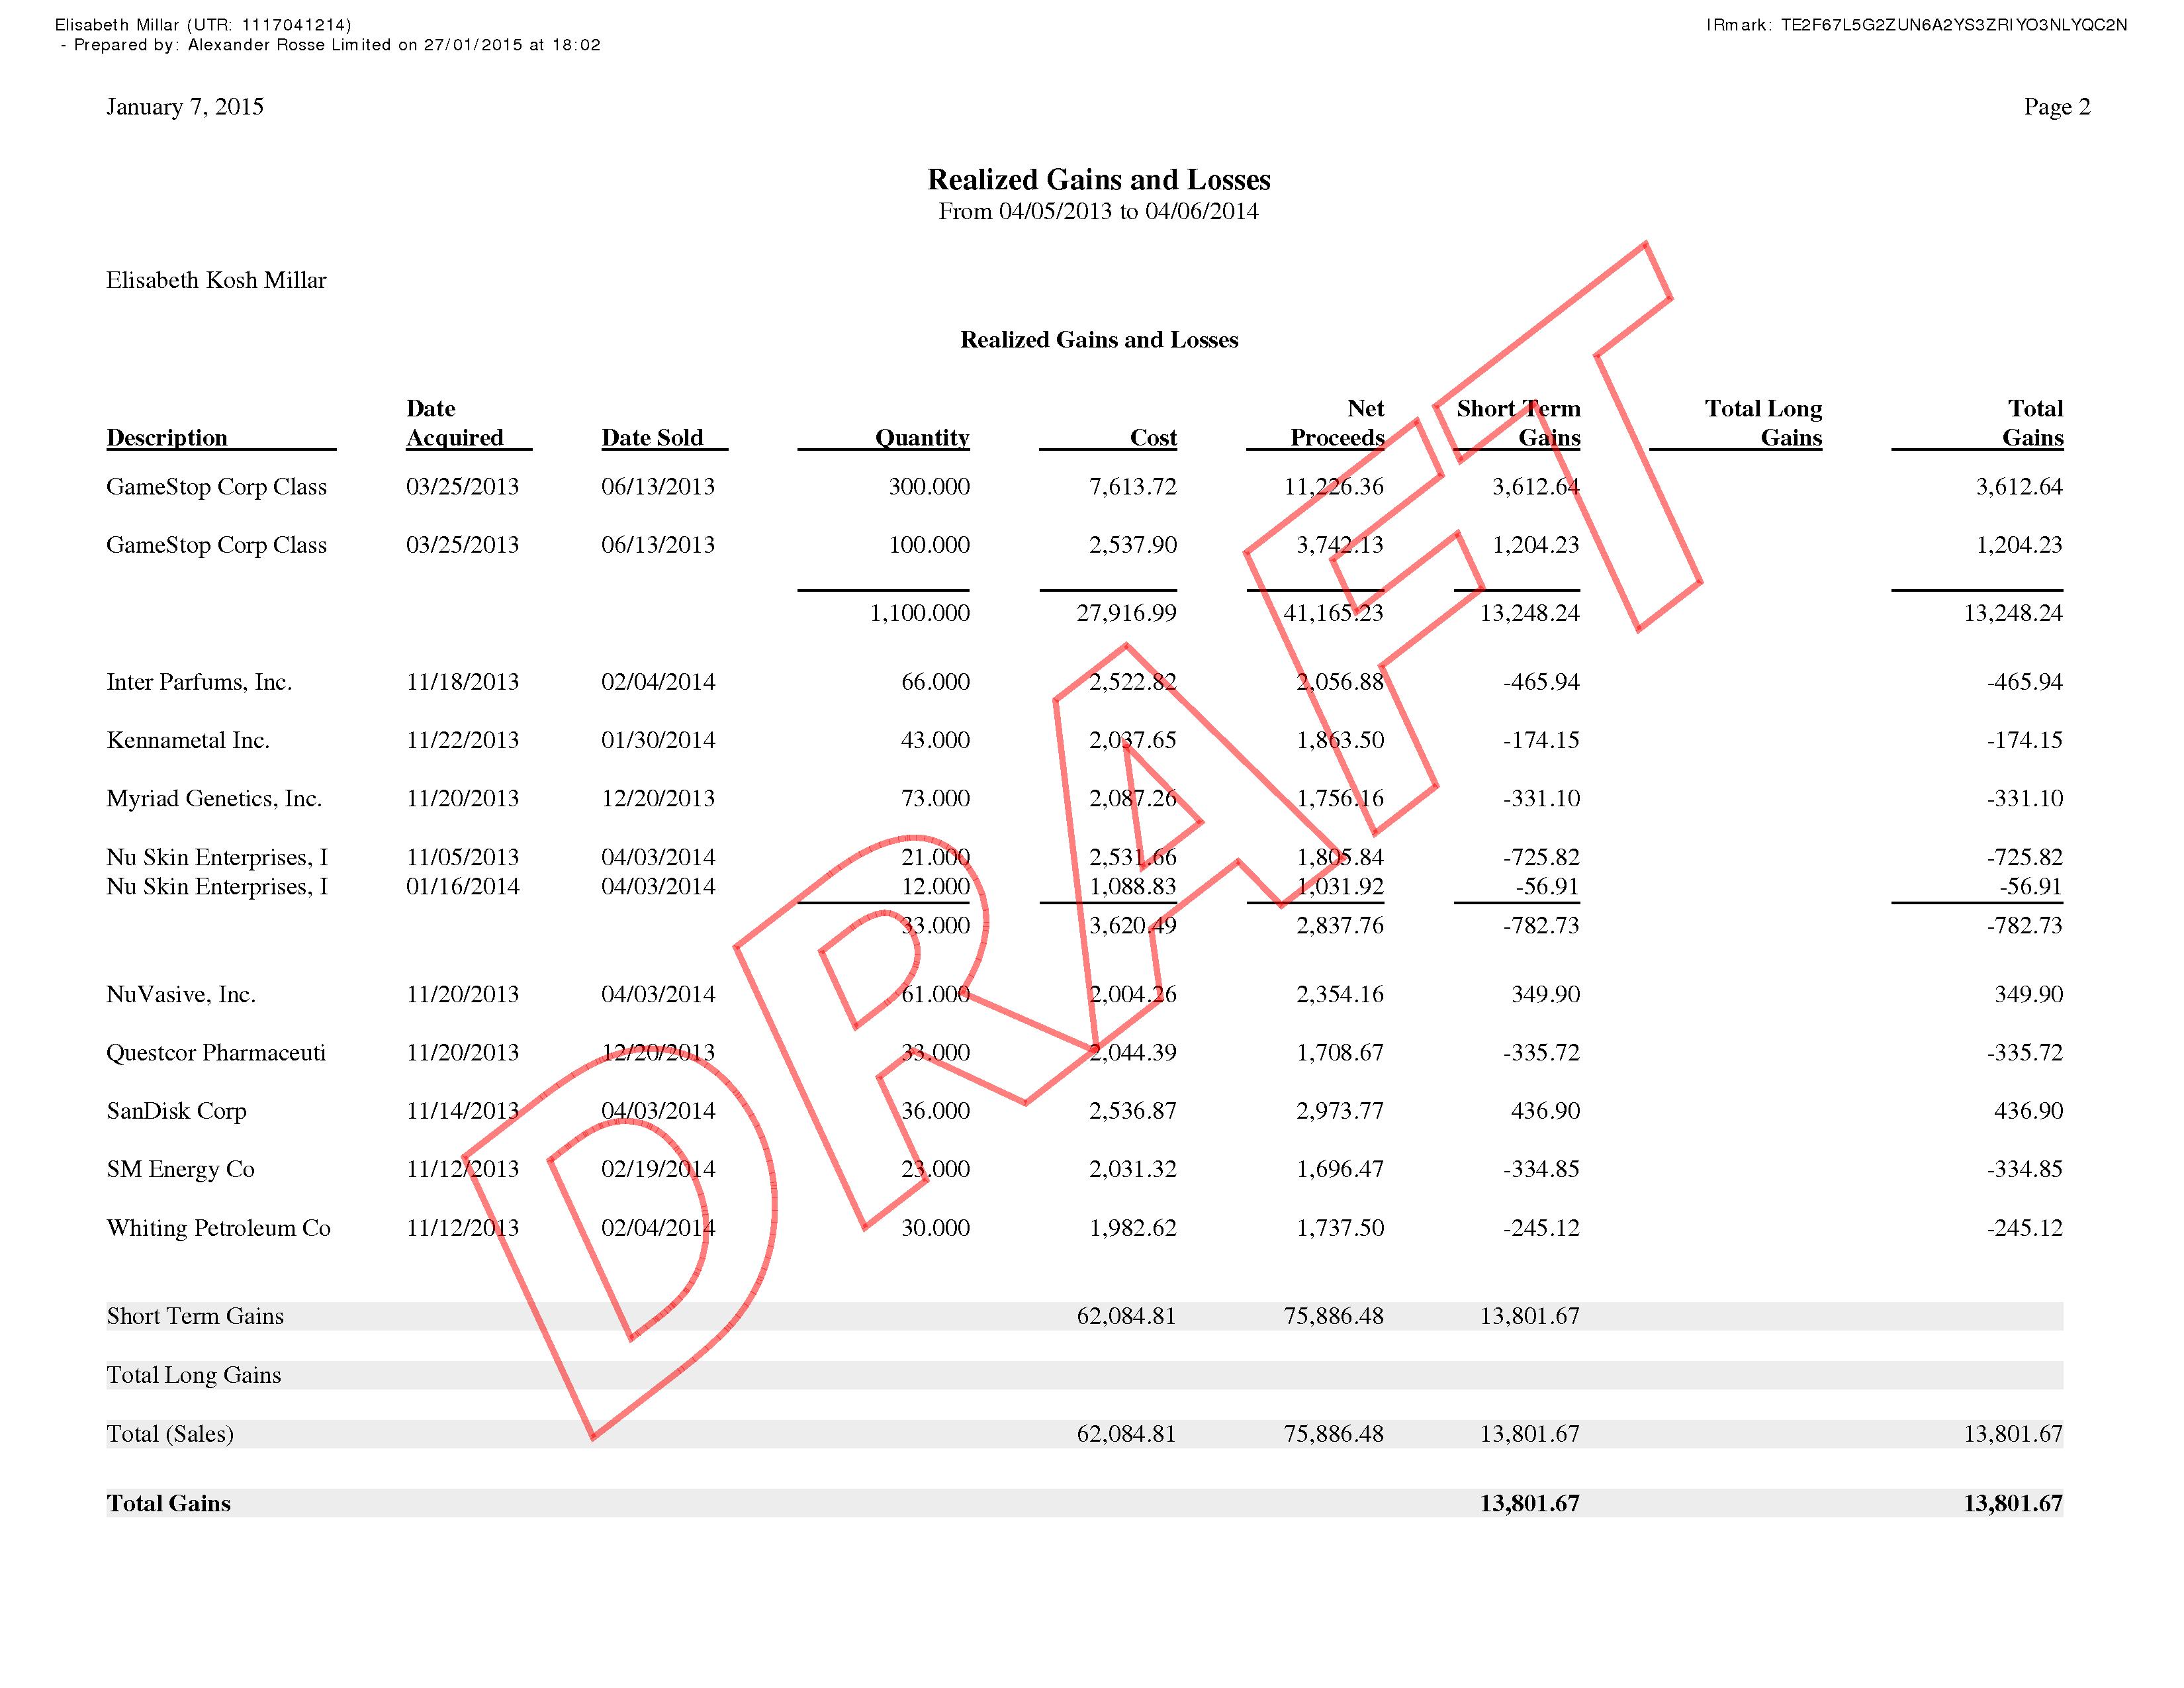 Elisabeth Millar (UTR: 1117041214) IRmark: TE2F67L5G2ZUN6A2YS3ZRIYO3NLYQC2N
- Prepared by: Alexander Rosse Limited on 27/01/2015 at 18:02
January 7, 2015 Page 2
Realized Gains and Losses
From 04/05/2013 to 04/06/2014
Elisabeth Kosh Millar
Realized Gains and Losses
Date Net Short Term Total Long Total
Description Acquired Date Sold Quantity Cost Proceeds Gains Gains Gains
GameStop Corp Class 03/25/2013 06/13/2013 300.000 7,613.72 11,226.36 3,612.64 3,612.64
GameStop Corp Class 03/25/2013 06/13/2013 100.000 2,537.90 3,742.13 1,204.23 1,204.23
1,100.000 27,916.99 41,165.23 13,248.24 13,248.24
Inter Parfums, Inc. 11/18/2013 02/04/2014 66.000 2,522.82 2,056.88 -465.94 -465.94
Kennametal Inc. 11/22/2013 01/30/2014 43.000 2,037.65 1,863.50 -174.15 -174.15
Myriad Genetics, Inc. 11/20/2013 12/20/2013 73.000 2,087.26 1,756.16 -331.10 -331.10
Nu Skin Enterprises, I 11/05/2013 04/03/2014 21.000 2,531.66 1,805.84 -725.82 -725.82
Nu Skin Enterprises, I 01/16/2014 04/03/2014 12.000 1,088.83 1,031.92 -56.91 -56.91
33.000 3,620.49 2,837.76 -782.73 -782.73
NuVasive, Inc. 11/20/2013 04/03/2014 61.000 2,004.26 2,354.16 349.90 349.90
Questcor Pharmaceuti 11/20/2013 12/20/2013 33.000 2,044.39 1,708.67 -335.72 -335.72
SanDisk Corp 11/14/2013 04/03/2014 36.000 2,536.87 2,973.77 436.90 436.90
SM Energy Co 11/12/2013 02/19/2014 23.000 2,031.32 1,696.47 -334.85 -334.85
Whiting Petroleum Co 11/12/2013 02/04/2014 30.000 1,982.62 1,737.50 -245.12 -245.12
Short Term Gains 62,084.81 75,886.48 13,801.67
Total Long Gains
Total (Sales) 62,084.81 75,886.48 13,801.67 13,801.67
Total Gains 13,801.67 13,801.67
DRAFT